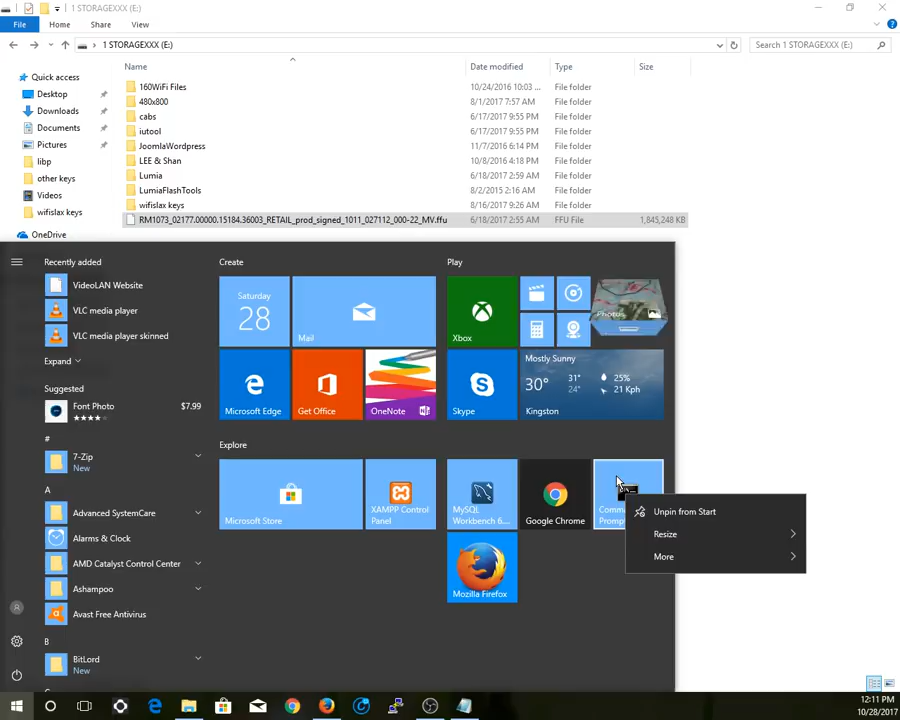 1 STORAGEXXX (E:)
File Home Share View
1 STORAGEXXX (E:)
Search 1 STORAGEXXX (E:)
Name Date modified Type Size
Quick access
Desktop
Downloads
Documents
Pictures
libp
other keys
Videos
wifislax keys
OneDrive
160WiFi Files 10/24/2016 10:03 ... File folder
480x800 8/1/2017 7:57 AM File folder
cabs 6/17/2017 9:55 PM File folder
iutool 6/17/2017 9:55 PM File folder
JoomlaWordpress 11/7/2016 6:14 PM File folder
LEE & Shan 10/8/2016 4:18 PM File folder
Lumia 6/18/2017 2:59 AM File folder
LumiaFlashTools 8/2/2015 2:16 AM File folder
wifislax keys 8/16/2017 9:26 AM File folder
RM1073_02177.00000.15184.36003_RETAIL_prod_signed_1011_027112_000-22_MV.ffu 6/18/2017 2:55 AM FFU File 1,845,248 KB
Recently added
VideoLAN Website
VLC media player
VLC media player skinned
Expand
Suggested
Font Photo $7.99
#
7-Zip
New
A
Advanced SystemCare
Alarms & Clock
AMD Catalyst Control Center
Ashampoo
Avast Free Antivirus
B
BitLord
New
Create
Saturday
28
Mail
Microsoft Edge
Get Office
OneNote
Explore
Microsoft Store
XAMPP Control
Panel
Play
Xbox
Photos
Skype
Mostly Sunny
30° 31° 24° 25%
21 Kph
Kingston
MySQL
Workbench 6....
Google Chrome
Comma
Promp
Mozilla Firefox
Unpin from Start
Resize
More
12:11 PM
10/28/2017